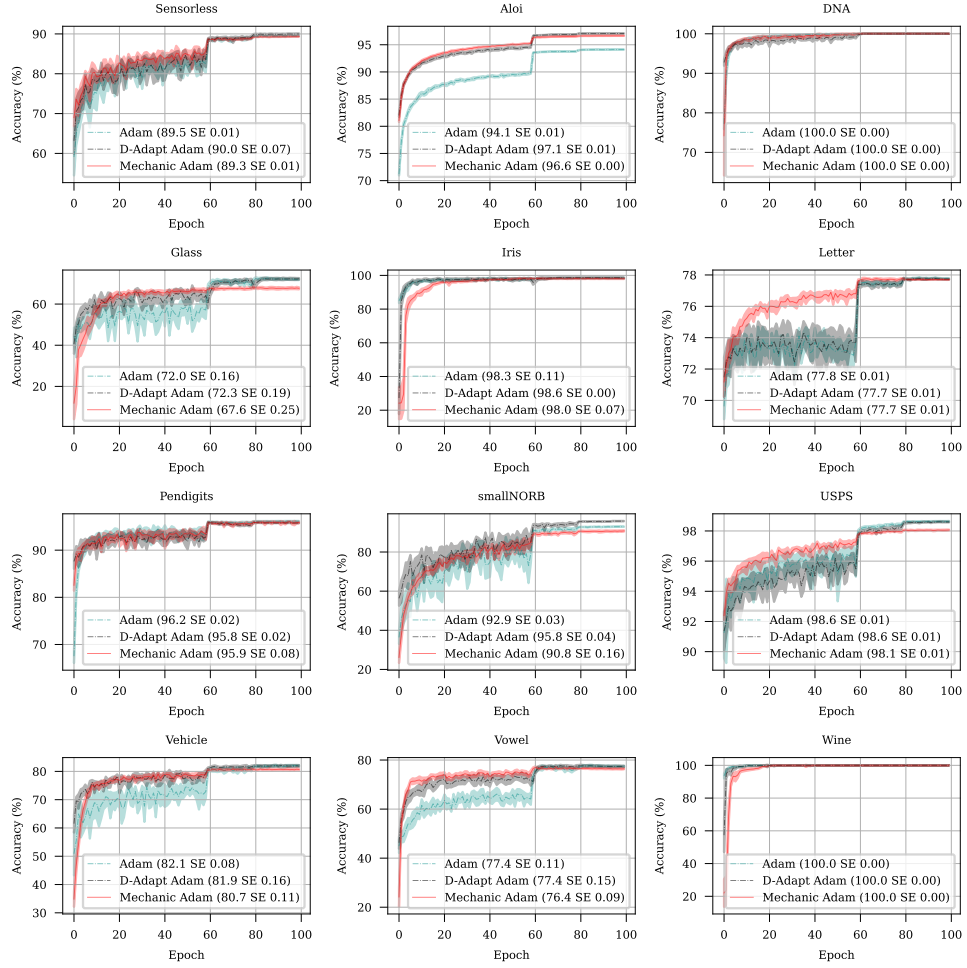 Sensorless
Accuracy (%)
90
80
70
60
Adam (89.5 SE 0.01)
D-Adapt Adam (90.0 SE 0.07)
Mechanic Adam (89.3 SE 0.01)
0 20 40 60 80 100
Epoch
Aloi
Accuracy (%)
95
90
85
80
75
70
Adam (94.1 SE 0.01)
D-Adapt Adam (97.1 SE 0.01)
Mechanic Adam (96.6 SE 0.00)
0 20 40 60 80 100
Epoch
DNA
Accuracy (%)
100
90
80
70
Adam (100.0 SE 0.00)
D-Adapt Adam (100.0 SE 0.00)
Mechanic Adam (100.0 SE 0.00)
0 20 40 60 80 100
Epoch
Glass
Accuracy (%)
60
40
20
Adam (72.0 SE 0.16)
D-Adapt Adam (72.3 SE 0.19)
Mechanic Adam (67.6 SE 0.25)
0 20 40 60 80 100
Epoch
Iris
Accuracy (%)
100
80
60
40
20
Adam (98.3 SE 0.11)
D-Adapt Adam (98.6 SE 0.00)
Mechanic Adam (98.0 SE 0.07)
0 20 40 60 80 100
Epoch
Letter
Accuracy (%)
78
76
74
72
70
Adam (77.8 SE 0.01)
D-Adapt Adam (77.7 SE 0.01)
Mechanic Adam (77.7 SE 0.01)
0 20 40 60 80 100
Epoch
Pendigits
Accuracy (%)
90
80
70
Adam (96.2 SE 0.02)
D-Adapt Adam (95.8 SE 0.02)
Mechanic Adam (95.9 SE 0.08)
0 20 40 60 80 100
Epoch
smallNORB
Accuracy (%)
80
60
40
20
Adam (92.9 SE 0.03)
D-Adapt Adam (95.8 SE 0.04)
Mechanic Adam (90.8 SE 0.16)
0 20 40 60 80 100
Epoch
USPS
Accuracy (%)
98
96
94
92
90
Adam (98.6 SE 0.01)
D-Adapt Adam (98.6 SE 0.01)
Mechanic Adam (98.1 SE 0.01)
0 20 40 60 80 100
Epoch
Vehicle
Accuracy (%)
80
70
60
50
40
30
Adam (82.1 SE 0.08)
D-Adapt Adam (81.9 SE 0.16)
Mechanic Adam (80.7 SE 0.11)
0 20 40 60 80 100
Epoch
Vowel
Accuracy (%)
80
60
40
20
Adam (77.4 SE 0.11)
D-Adapt Adam (77.4 SE 0.15)
Mechanic Adam (76.4 SE 0.09)
0 20 40 60 80 100
Epoch
Wine
Accuracy (%)
100
80
60
40
20
Adam (100.0 SE 0.00)
D-Adapt Adam (100.0 SE 0.00)
Mechanic Adam (100.0 SE 0.00)
0 20 40 60 80 100
Epoch